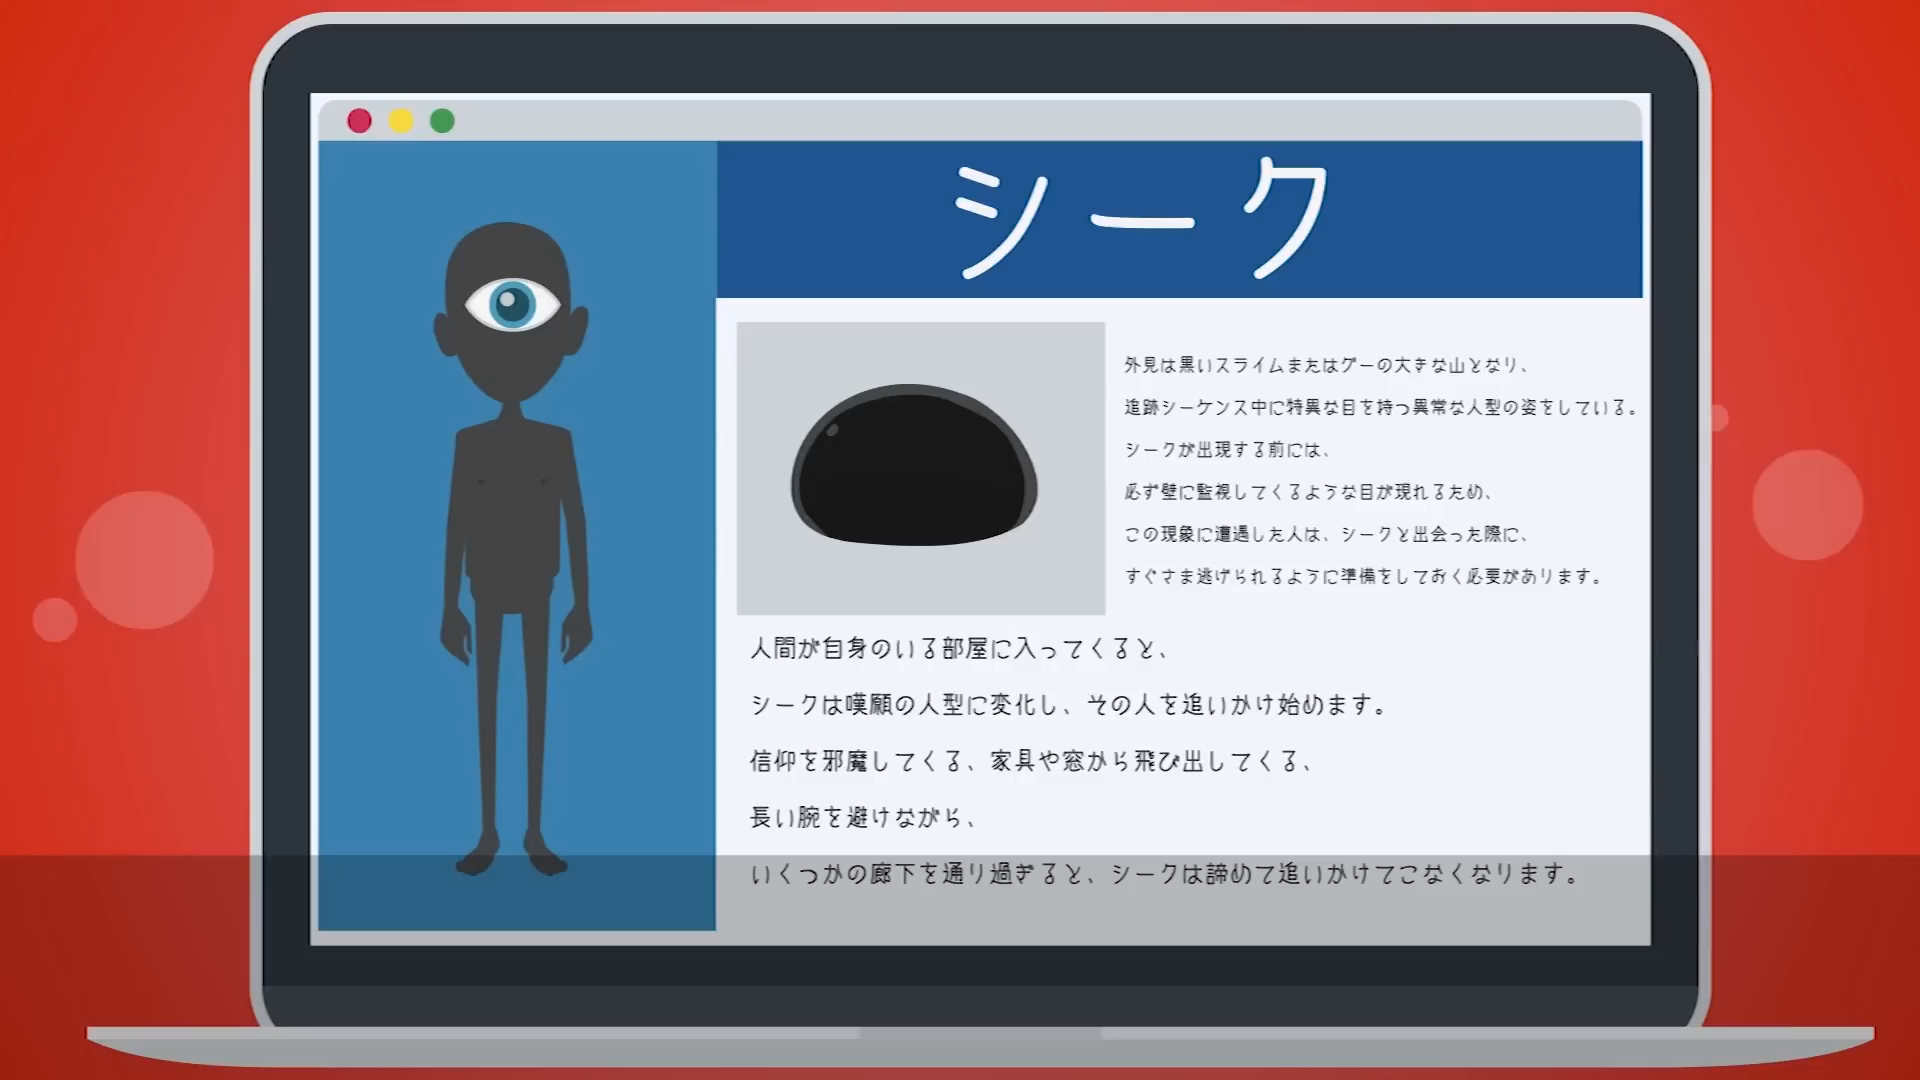 シーク
外見は黒いスライムまたはグーの大きな山となり、
追跡シーケンス中に特異な目を持つ異常な人型の姿をしている。
シークが出現する前には、
必ず壁に監視してくるような目が現れるため、
この現象に遭遇した人は、シークと出会った際に、
すぐさま逃げられるように準備をしておく必要があります。
人間が自身のいる部屋に入ってくると、
シークは嘆願の人型に変化し、その人を追いかけ始めます。
信仰を邪魔してくる、家具や窓から飛び出してくる、
長い腕を避けながら、
いくつかの廊下を通り過ぎると、シークは諦めて追いかけてこなくなります。